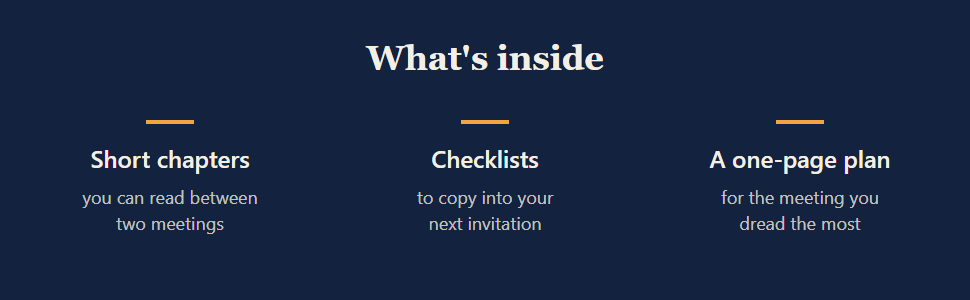 What's inside
Short chapters
you can read between
two meetings
Checklists
to copy into your
next invitation
A one-page plan
for the meeting you
dread the most